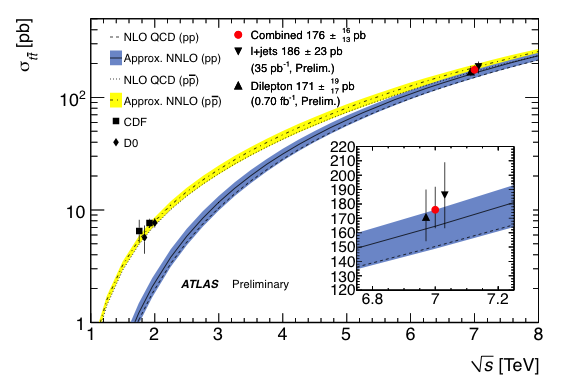 σtt̄ [pb]
NLO QCD (pp)
Approx. NNLO (pp)
NLO QCD (pp̅)
Approx. NNLO (pp̅)
CDF
D0
Combined 176 ± 16 13 pb
l+jets 186 ± 23 pb
(35 pb⁻¹, Prelim.)
Dilepton 171 ± 19 17 pb
(0.70 fb⁻¹, Prelim.)
10²
10
1
220
210
200
190
180
170
160
150
140
130
120
6.8 7 7.2
ATLAS Preliminary
1 2 3 4 5 6 7 8
√s [TeV]